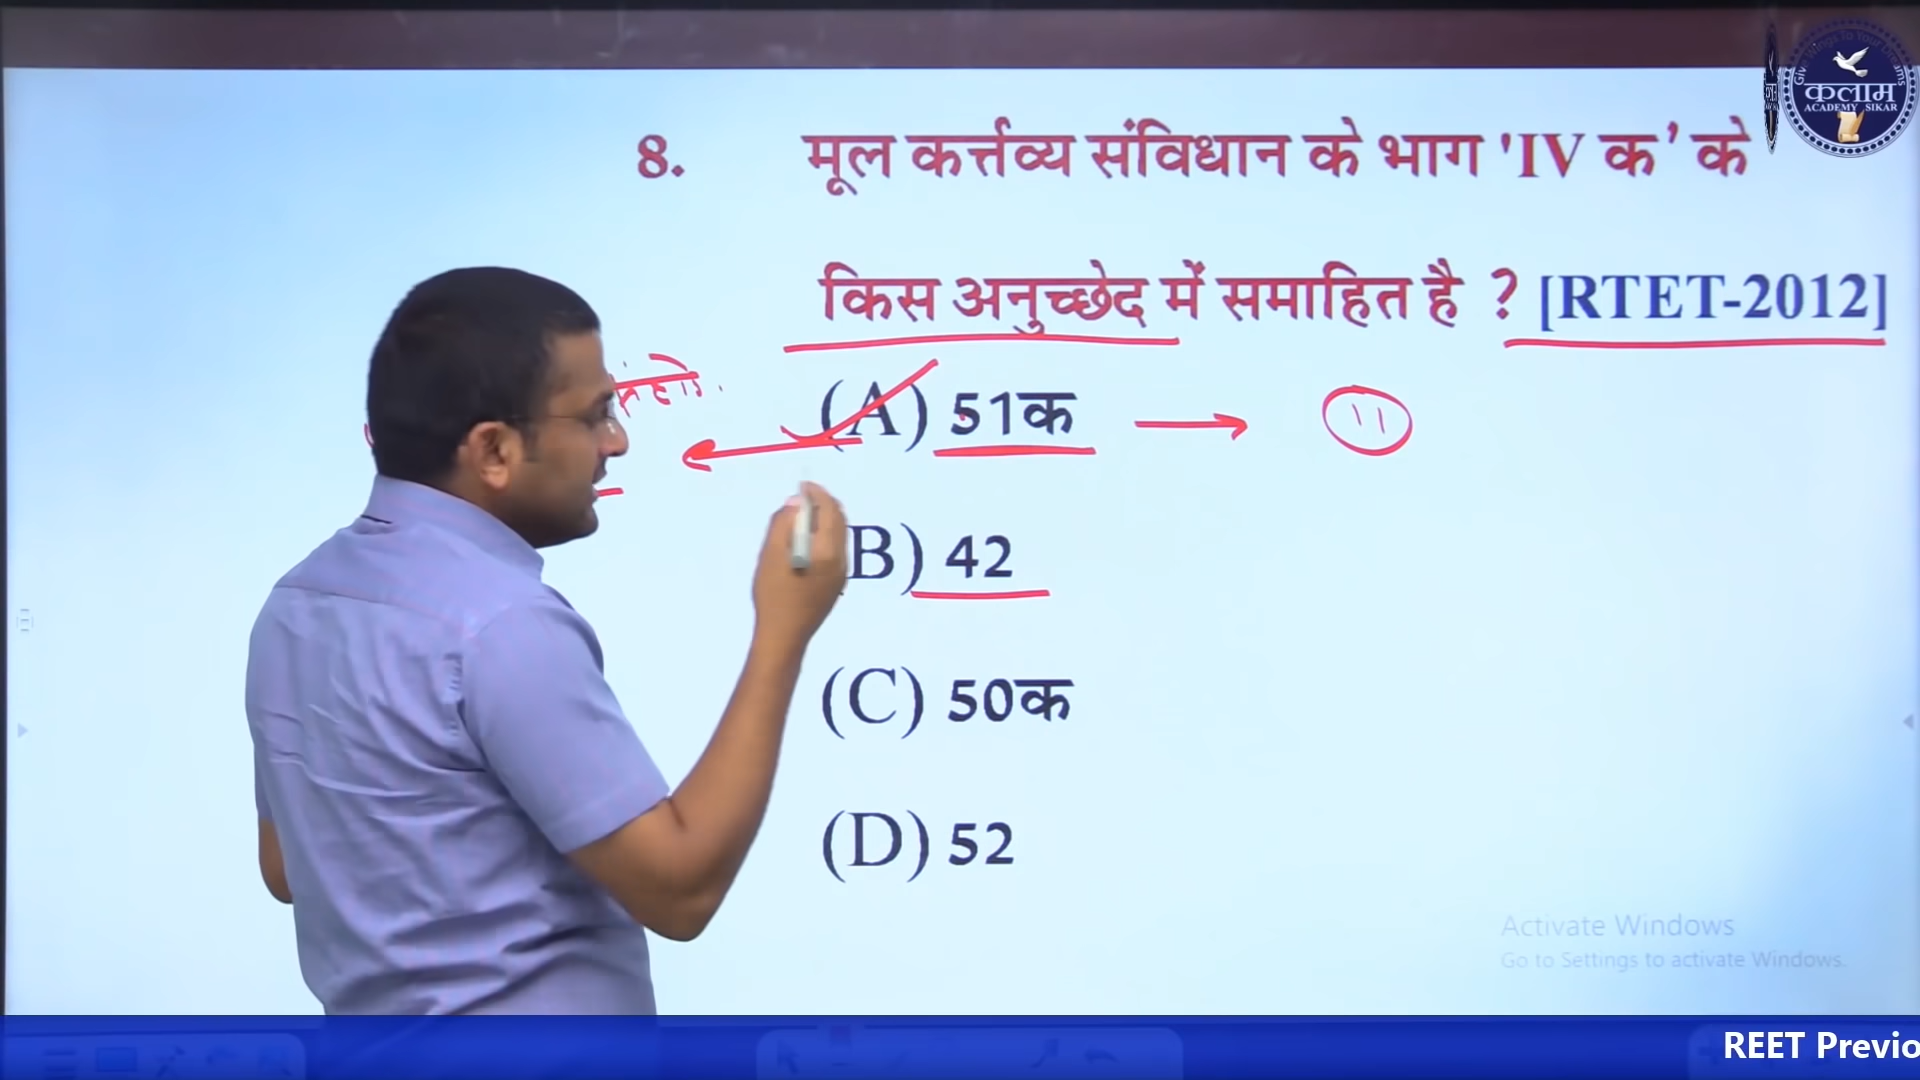 8. मूल कर्त्तव्य संविधान के भाग 'IV क' के
किस अनुच्छेद में समाहित है ? [RTET-2012]
(A) 51क → 11
(B) 42
(C) 50क
(D) 52
Activate Windows
Go to Settings to activate Windows.
कलाम
ACADEMY SIKAR
REET Previo